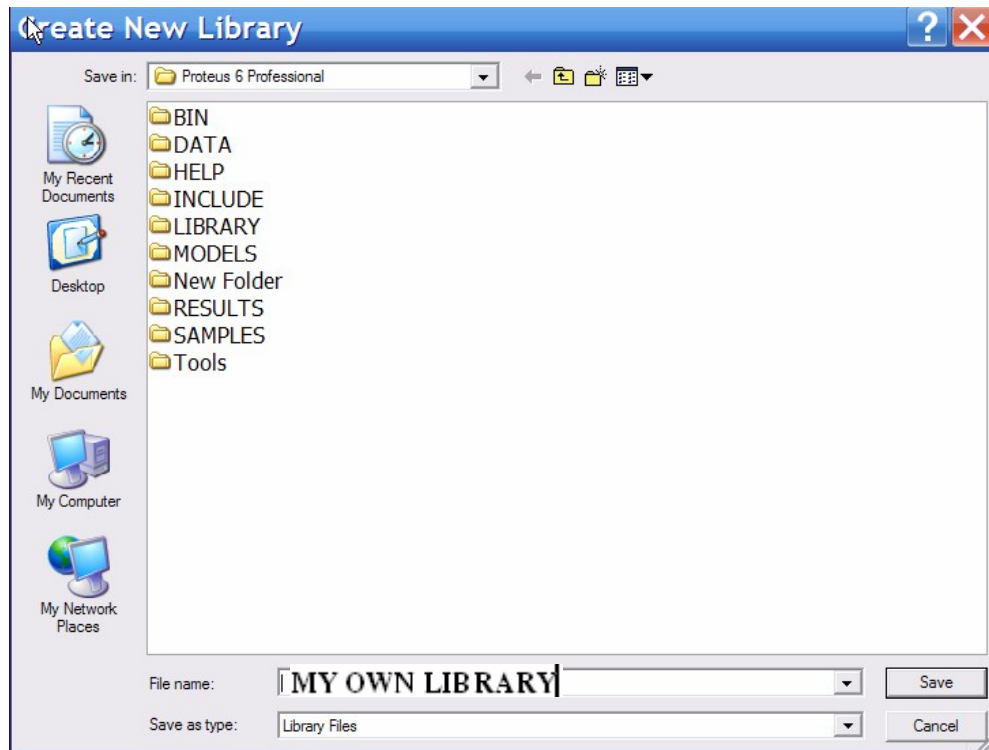 Create New Library
Save in: Proteus 6 Professional
My Recent
Documents
Desktop
My Documents
My Computer
My Network
Places
BIN
DATA
HELP
INCLUDE
LIBRARY
MODELS
New Folder
RESULTS
SAMPLES
Tools
File name: MY OWN LIBRARY Save
Save as type: Library Files Cancel